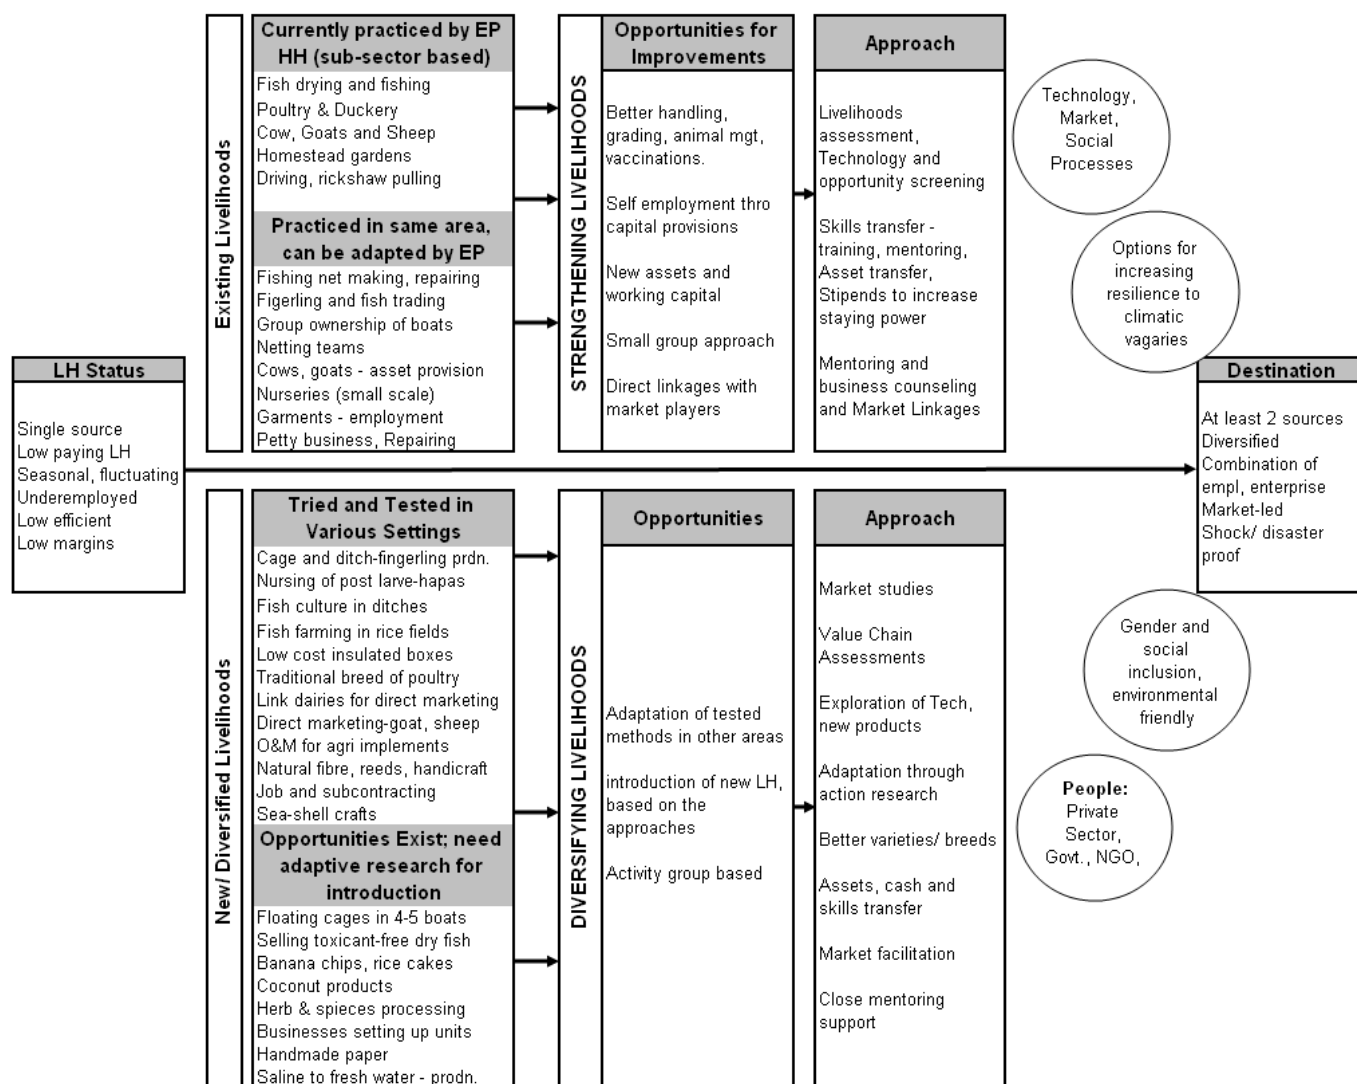 LH Status
Single source
Low paying LH
Seasonal, fluctuating
Underemployed
Low efficient
Low margins
Existing Livelihoods
Currently practiced by EP
HH (sub-sector based)
Fish drying and fishing
Poultry & Duckery
Cow, Goats and Sheep
Homestead gardens
Driving, rickshaw pulling
Practiced in same area,
can be adapted by EP
Fishing net making, repairing
Figerling and fish trading
Group ownership of boats
Netting teams
Cows, goats - asset provision
Nurseries (small scale)
Garments - employment
Petty business, Repairing
STRENGTHENING LIVELIHOODS
Opportunities for
Improvements
Better handling,
grading, animal mgt,
vaccinations.
Self employment thro
capital provisions
New assets and
working capital
Small group approach
Direct linkages with
market players
Approach
Livelihoods
assessment,
Technology and
opportunity screening
Skills transfer -
training, mentoring,
Asset transfer,
Stipends to increase
staying power
Mentoring and
business counseling
and Market Linkages
Technology,
Market,
Social
Processes
Options for
increasing
resilience to
climatic
vagaries
Destination
At least 2 sources
Diversified
Combination of
empl, enterprise
Market-led
Shock/ disaster
proof
New/ Diversified Livelihoods
Tried and Tested in
Various Settings
Cage and ditch-fingerling prdn.
Nursing of post larve-hapas
Fish culture in ditches
Fish farming in rice fields
Low cost insulated boxes
Traditional breed of poultry
Link dairies for direct marketing
Direct marketing-goat, sheep
O&M for agri implements
Natural fibre, reeds, handicraft
Job and subcontracting
Sea-shell crafts
Opportunities Exist; need
adaptive research for
introduction
Floating cages in 4-5 boats
Selling toxicant-free dry fish
Banana chips, rice cakes
Coconut products
Herb & spieces processing
Businesses setting up units
Handmade paper
Saline to fresh water - prodn.
DIVERSIFYING LIVELIHOODS
Opportunities
Adaptation of tested
methods in other areas
introduction of new LH,
based on the
approaches
Activity group based
Approach
Market studies
Value Chain
Assessments
Exploration of Tech,
new products
Adaptation through
action research
Better varieties/ breeds
Assets, cash and
skills transfer
Market facilitation
Close mentoring
support
Gender and
social
inclusion,
environmental
friendly
People:
Private
Sector,
Govt., NGO,